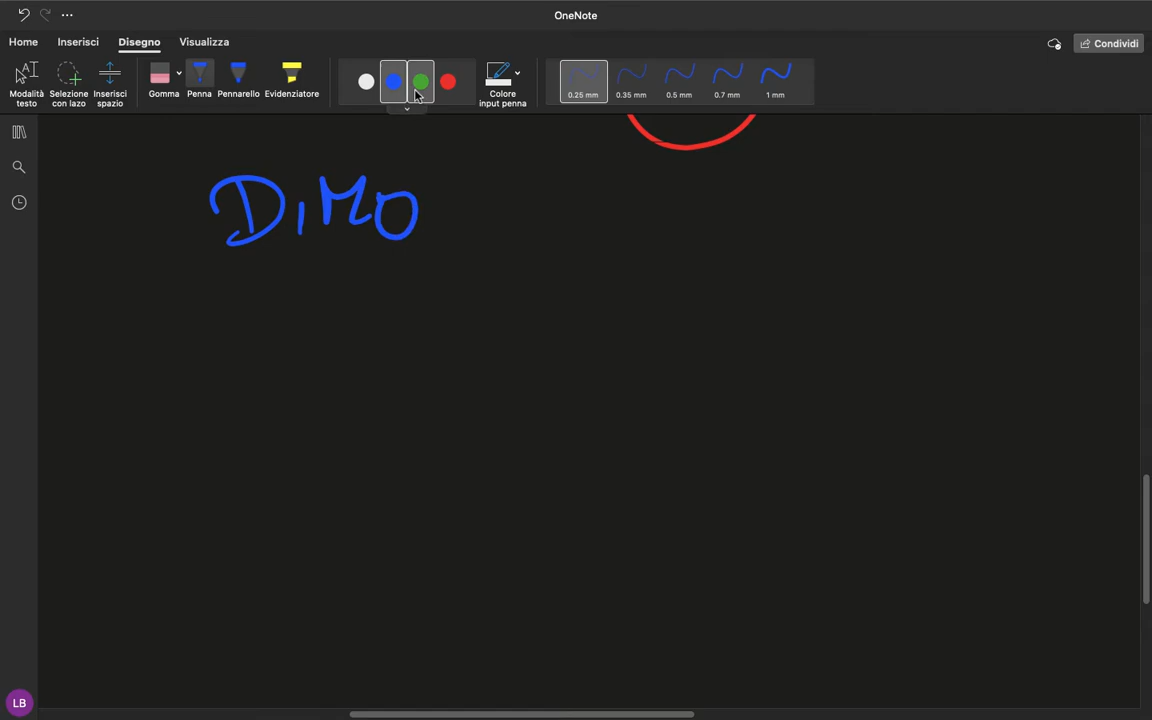 OneNote
Home Inserisci Disegno Visualizza
Condividi
Modalità testo
Selezione con lazo
Inserisci spazio
Gomma
Penna
Pennarello
Evidenziatore
Colore input penna
0.25 mm
0.35 mm
0.5 mm
0.7 mm
1 mm
DIMO
LB